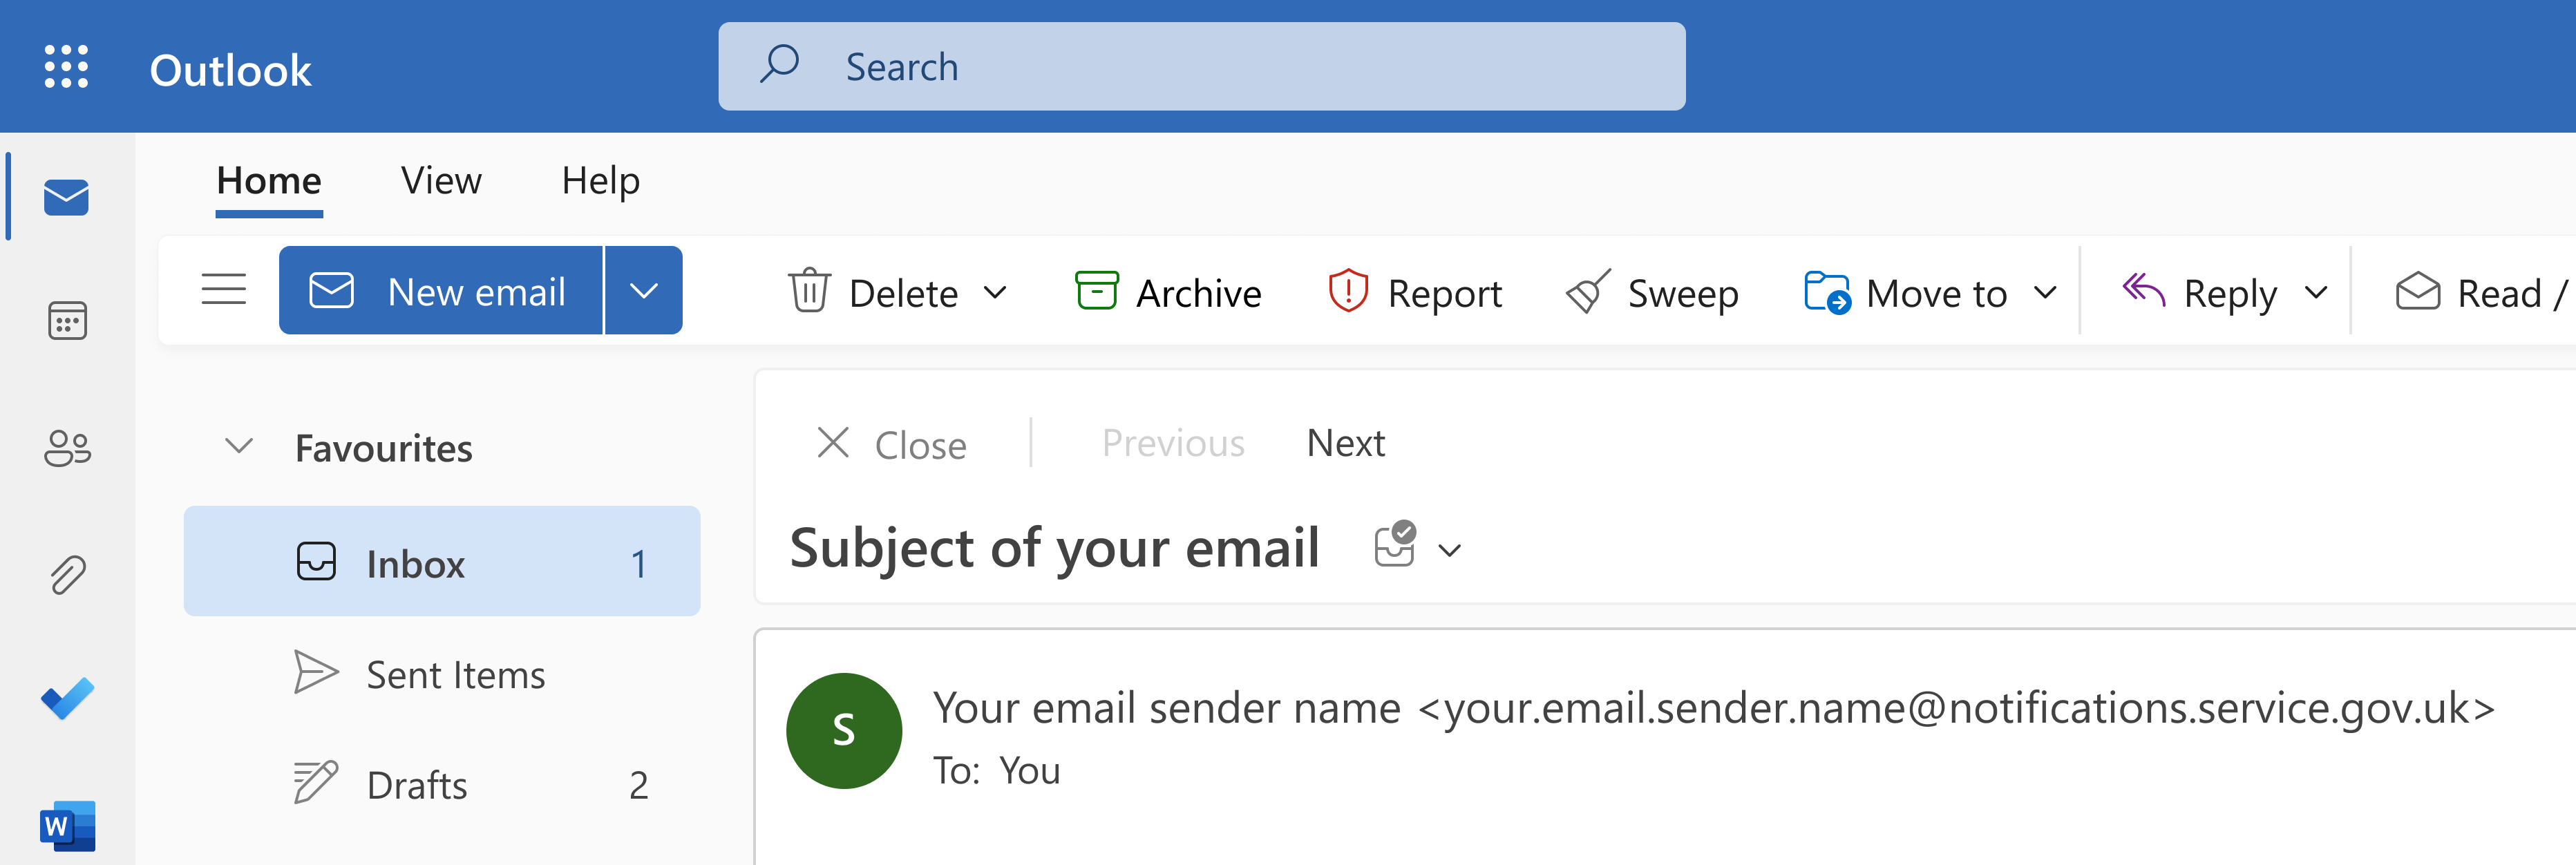 Outlook
Search
Home View Help
New email Delete Archive Report Sweep Move to Reply Read /
Favourites
Close Previous Next
Subject of your email
Inbox 1
Sent Items
Drafts 2
S
Your email sender name <your.email.sender.name@notifications.service.gov.uk>
To: You
W